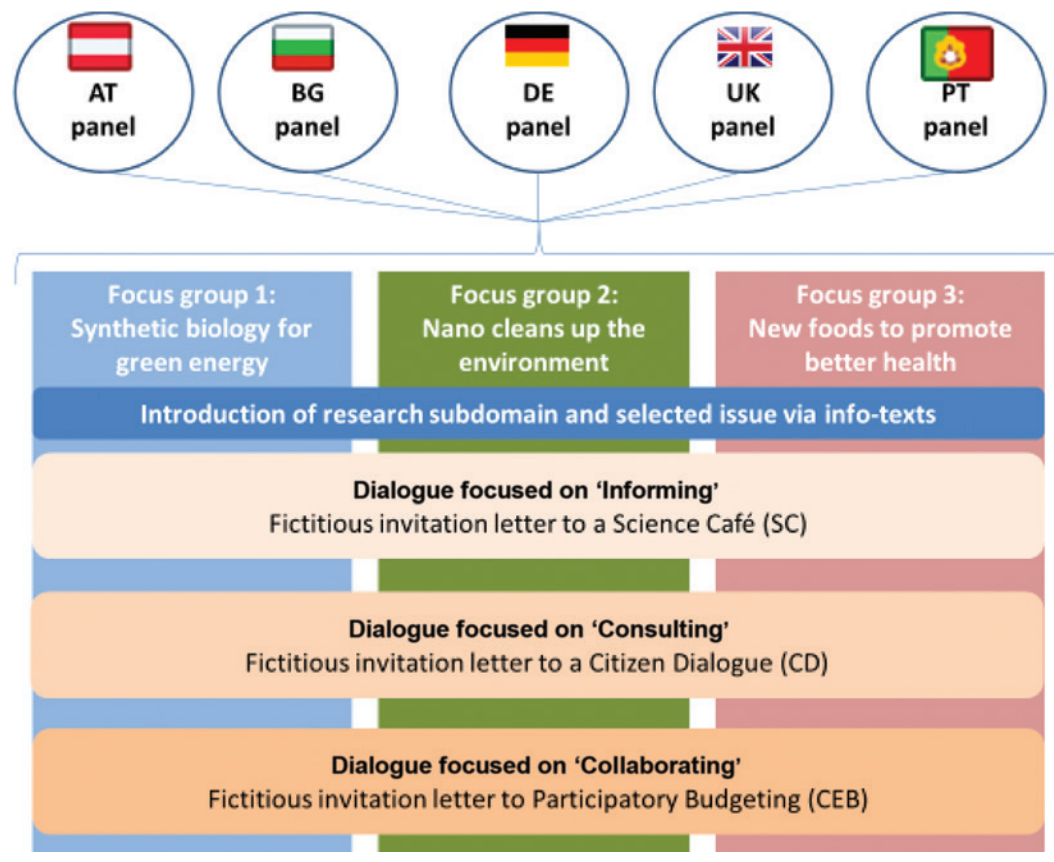 AT
panel
BG
panel
DE
panel
UK
panel
PT
panel
Focus group 1:
Synthetic biology for
green energy
Focus group 2:
Nano cleans up the
environment
Focus group 3:
New foods to promote
better health
Introduction of research subdomain and selected issue via info-texts
Dialogue focused on ‘Informing’
Fictitious invitation letter to a Science Café (SC)
Dialogue focused on ‘Consulting’
Fictitious invitation letter to a Citizen Dialogue (CD)
Dialogue focused on ‘Collaborating’
Fictitious invitation letter to Participatory Budgeting (CEB)